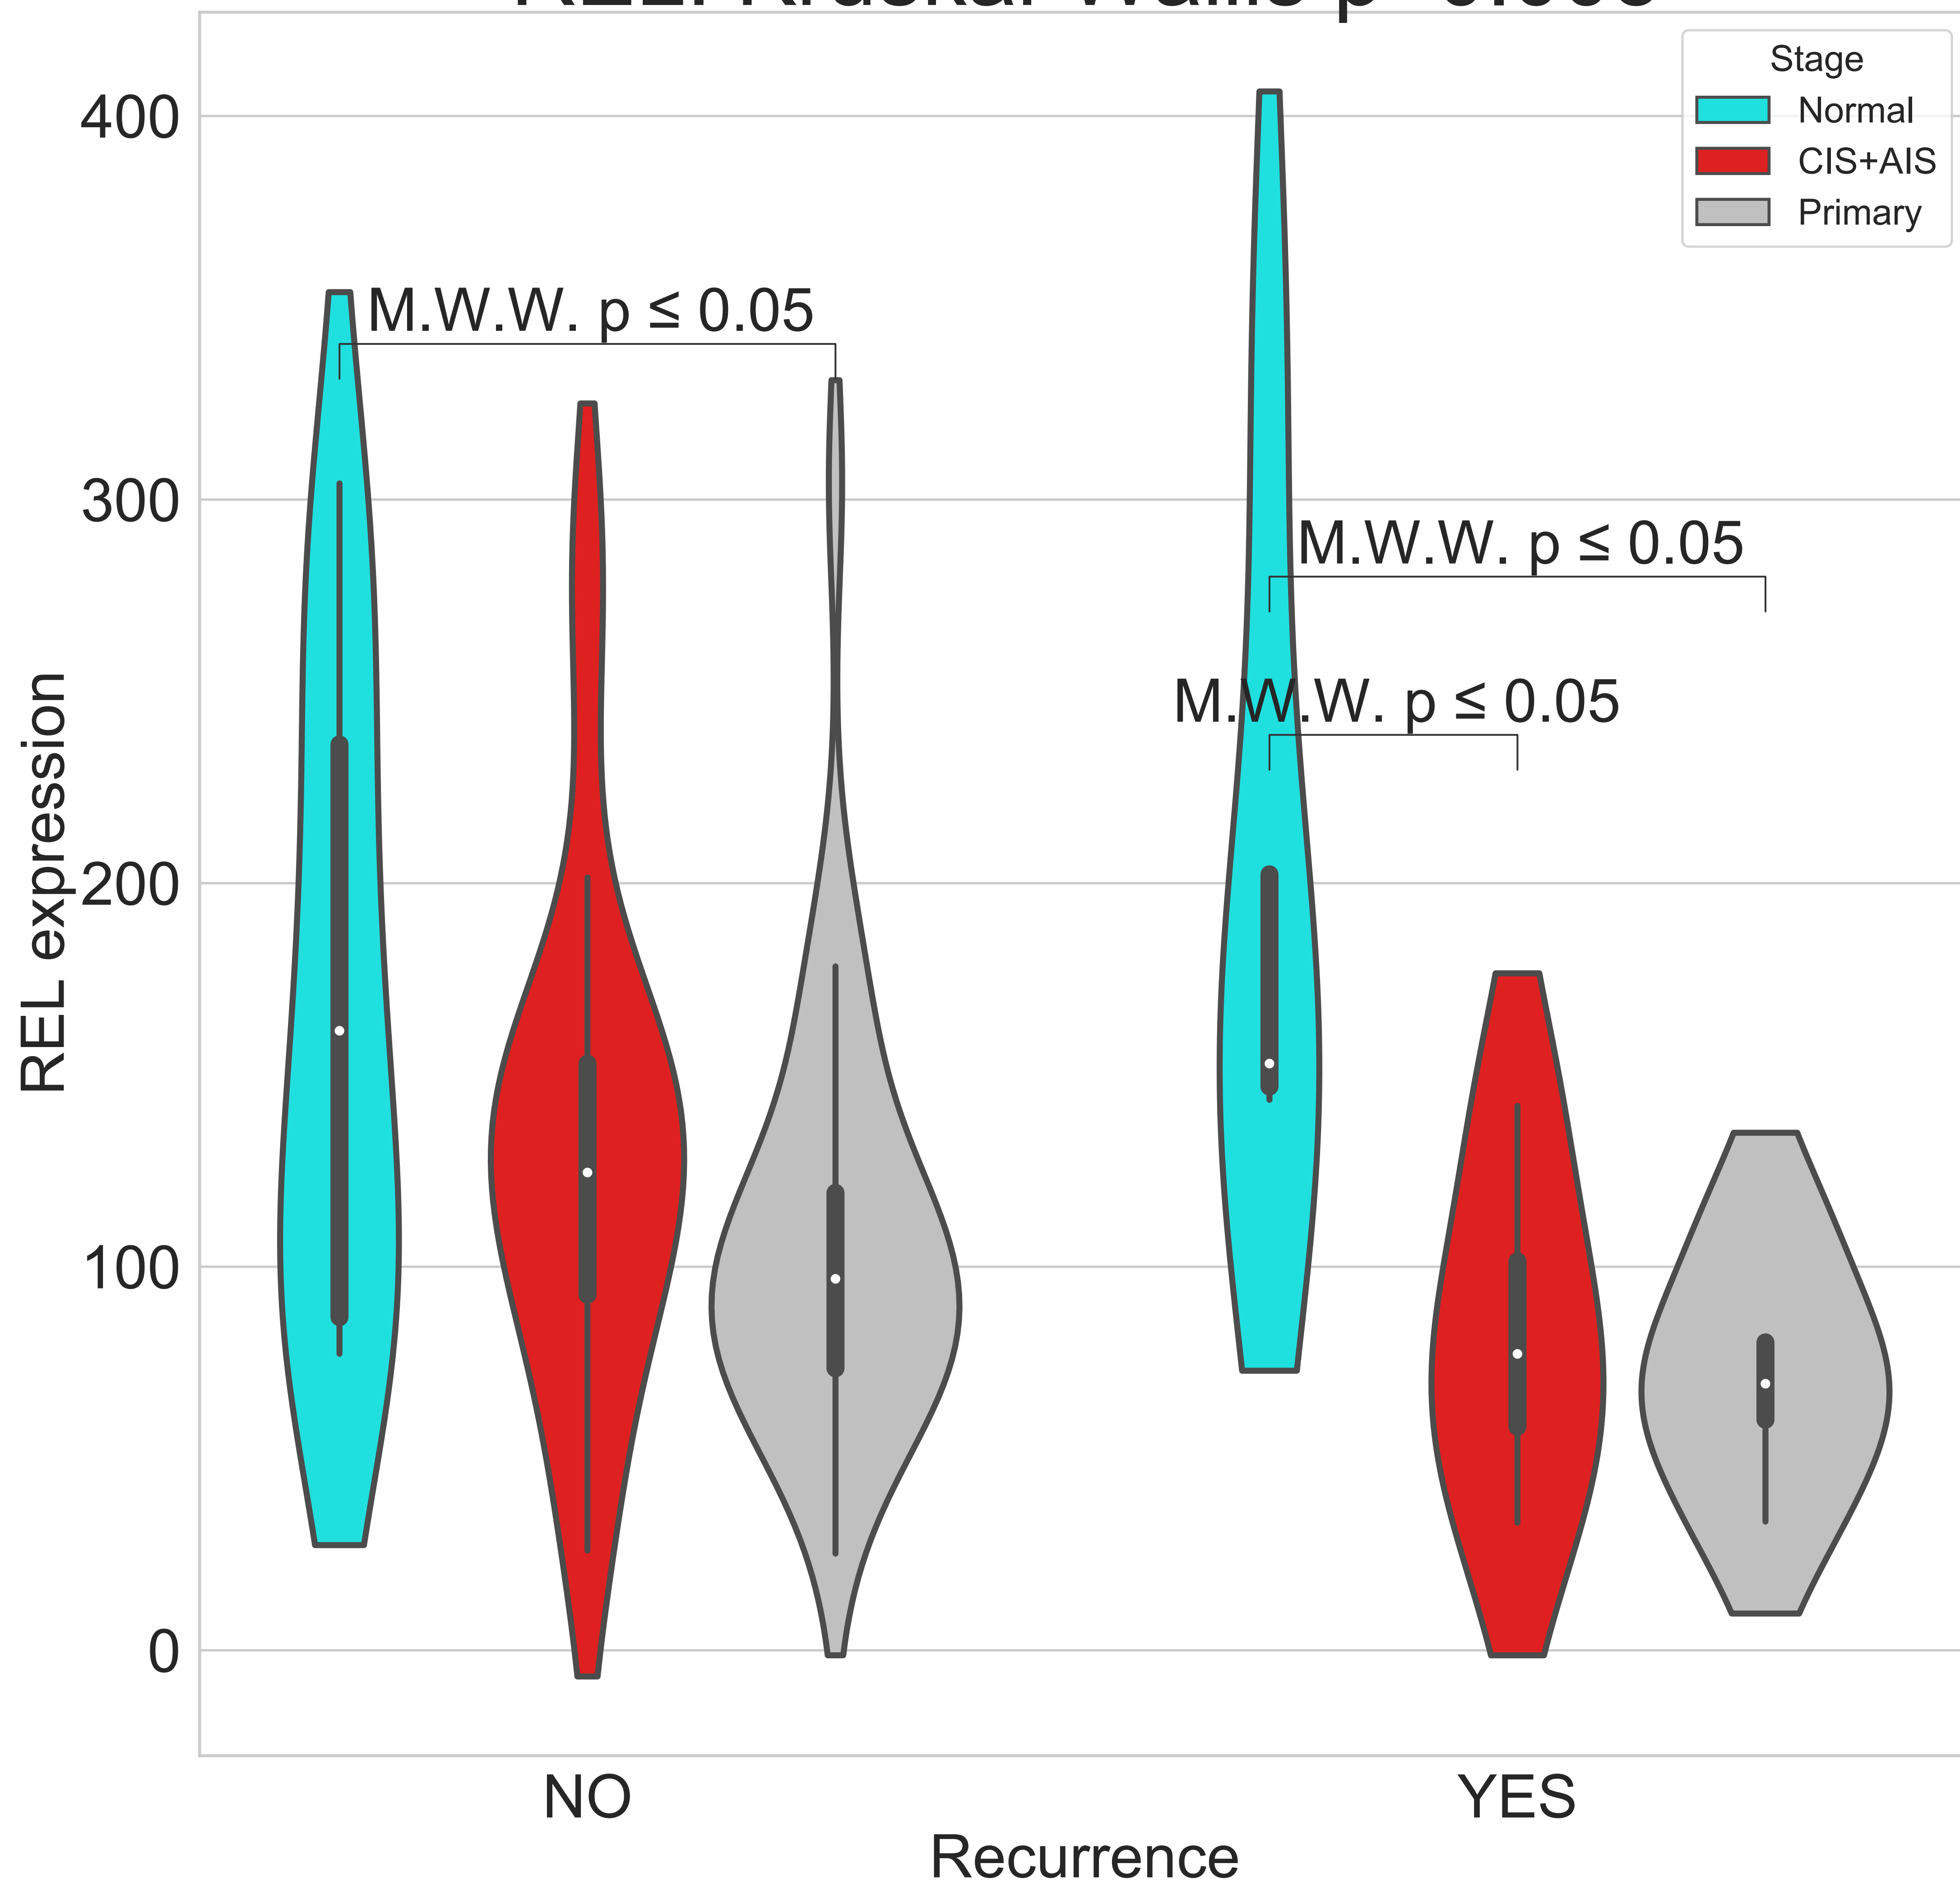 Stage
Normal
CIS+AIS
Primary
400
300
200
100
0
REL expression
M.W.W. p ≤ 0.05
M.W.W. p ≤ 0.05
M.W.W. p ≤ 0.05
NO
YES
Recurrence